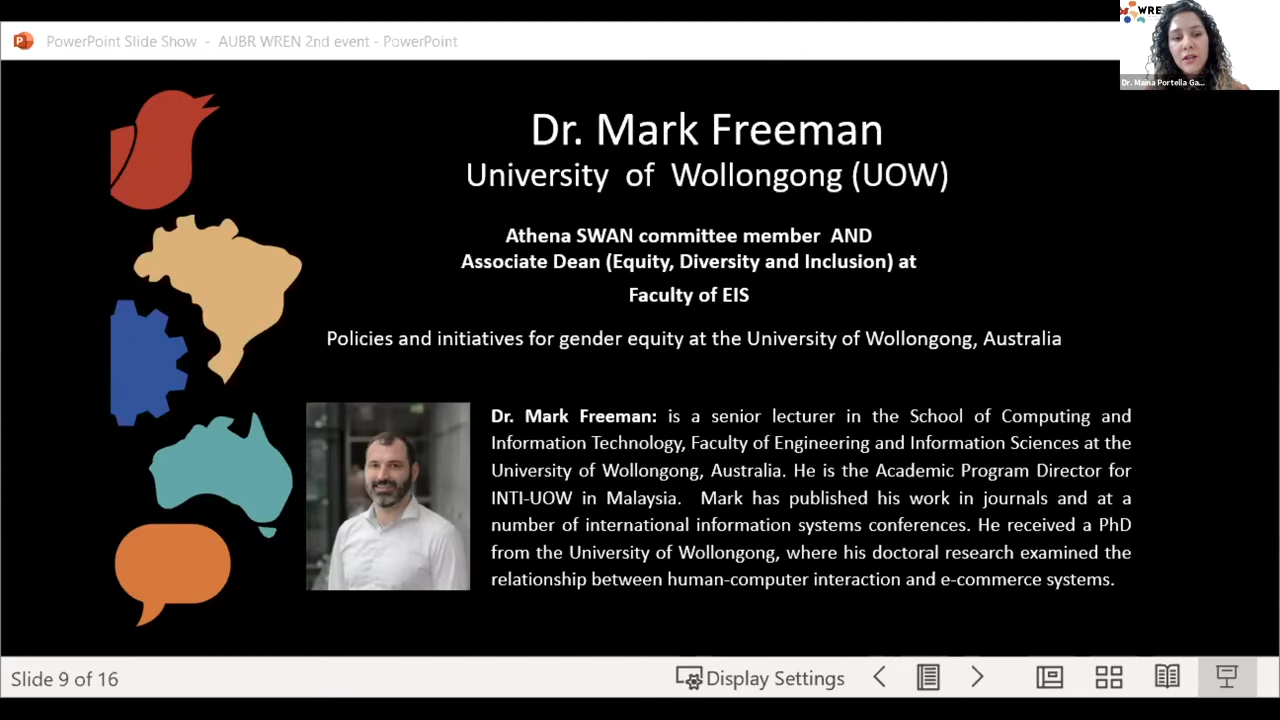 PowerPoint Slide Show - AUBR WREN 2nd event - PowerPoint
WRE
Dr. Maina Portella Ga...
Dr. Mark Freeman
University of Wollongong (UOW)
Athena SWAN committee member AND
Associate Dean (Equity, Diversity and Inclusion) at
Faculty of EIS
Policies and initiatives for gender equity at the University of Wollongong, Australia
Dr. Mark Freeman: is a senior lecturer in the School of Computing and
Information Technology, Faculty of Engineering and Information Sciences at the
University of Wollongong, Australia. He is the Academic Program Director for
INTI-UOW in Malaysia. Mark has published his work in journals and at a
number of international information systems conferences. He received a PhD
from the University of Wollongong, where his doctoral research examined the
relationship between human-computer interaction and e-commerce systems.
Slide 9 of 16
Display Settings